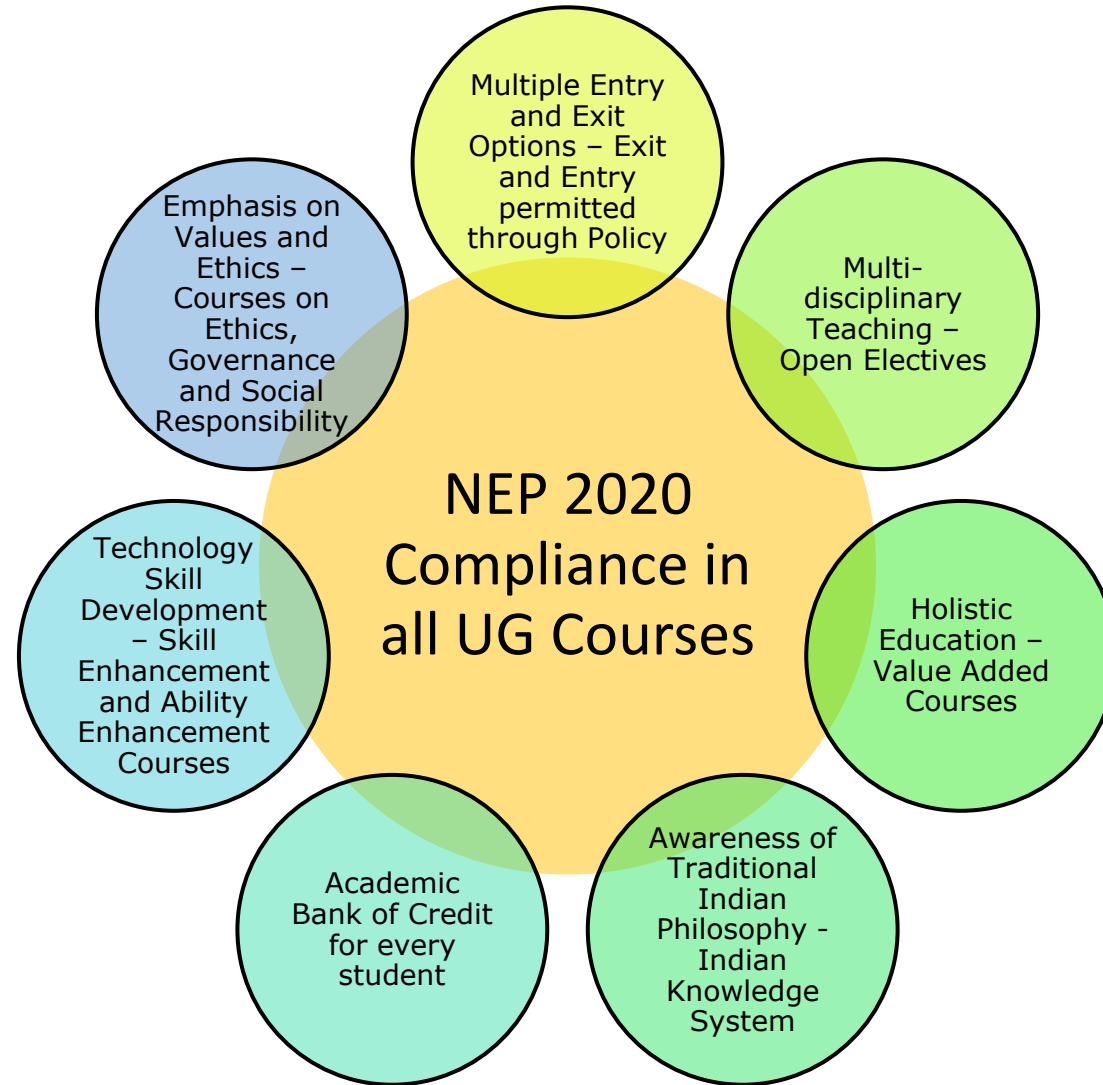 Multiple Entry
and Exit
Options – Exit
and Entry
permitted
through Policy
Multi-
disciplinary
Teaching –
Open Electives
Holistic
Education –
Value Added
Courses
Awareness of
Traditional
Indian
Philosophy -
Indian
Knowledge
System
Academic
Bank of Credit
for every
student
Technology
Skill
Development
– Skill
Enhancement
and Ability
Enhancement
Courses
Emphasis on
Values and
Ethics –
Courses on
Ethics,
Governance
and Social
Responsibility
NEP 2020
Compliance in
all UG Courses